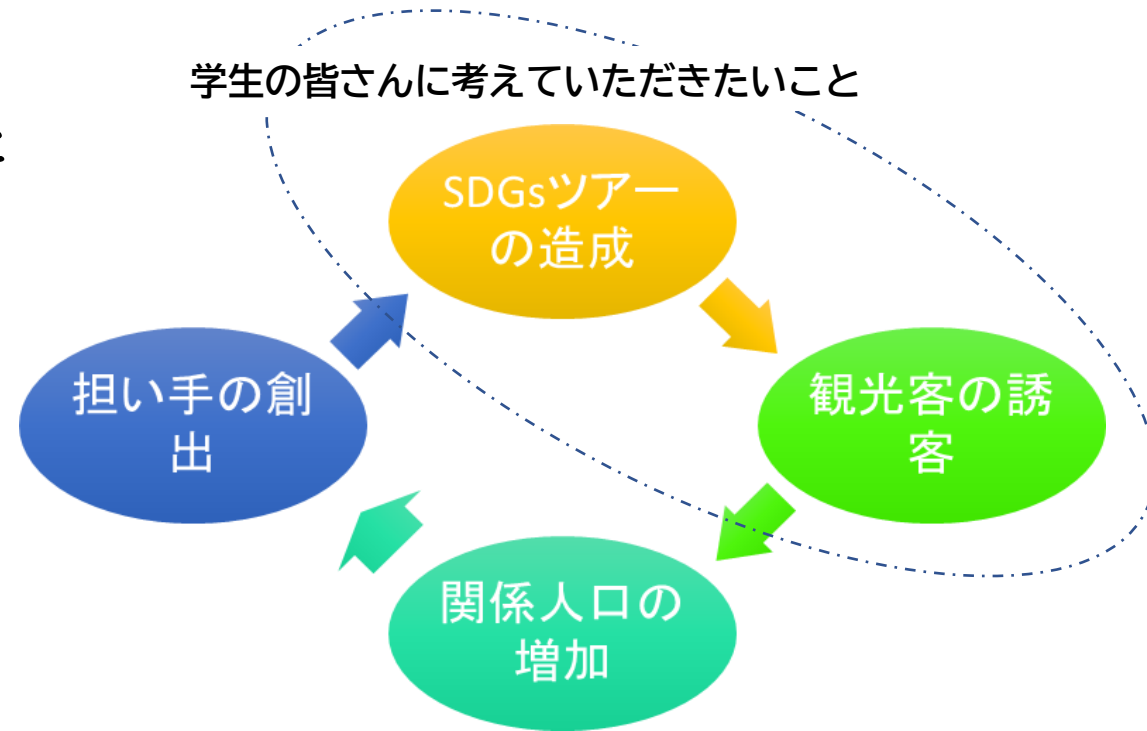 学生の皆さんに考えていただきたいこと
SDGsツアー
の造成
担い手の創
出
観光客の誘
客
関係人口の
増加